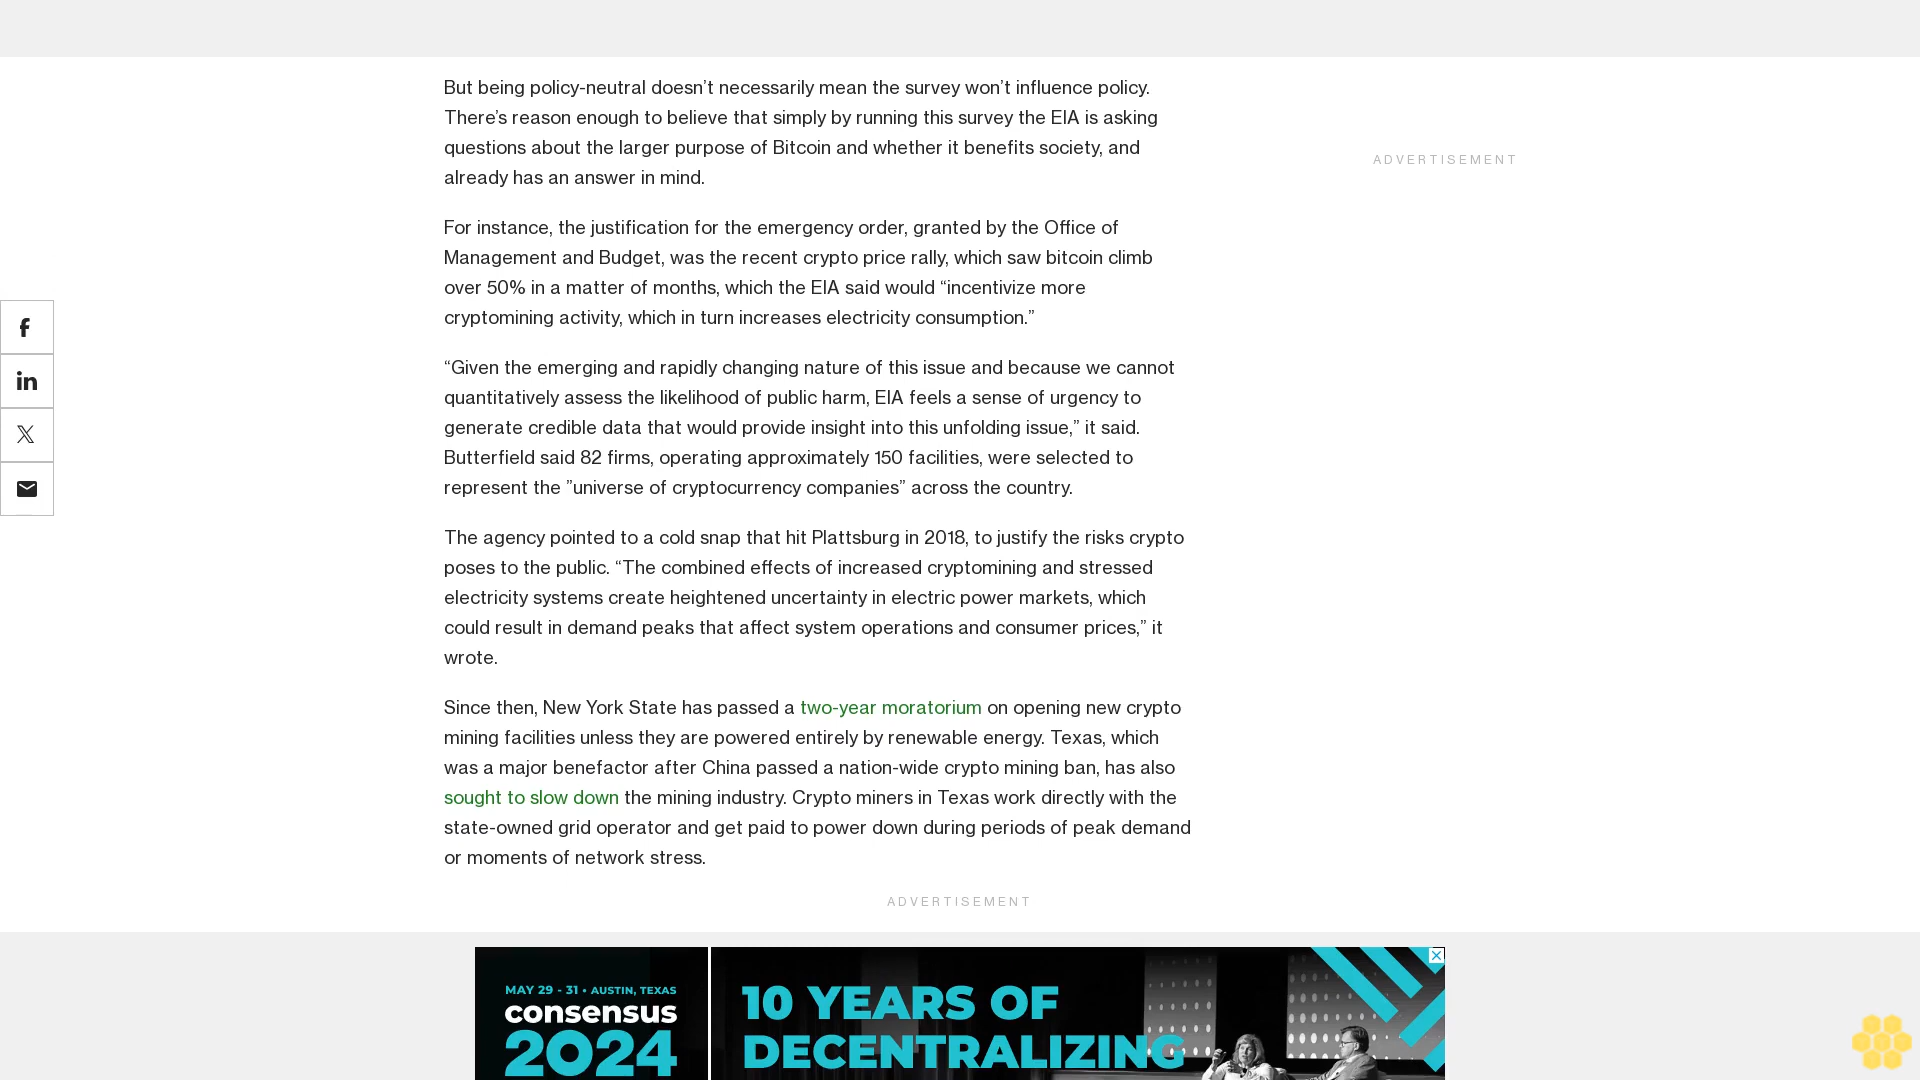 But being policy-neutral doesn’t necessarily mean the survey won’t influence policy.
There’s reason enough to believe that simply by running this survey the EIA is asking
questions about the larger purpose of Bitcoin and whether it benefits society, and
already has an answer in mind.
ADVERTISEMENT
For instance, the justification for the emergency order, granted by the Office of
Management and Budget, was the recent crypto price rally, which saw bitcoin climb
over 50% in a matter of months, which the EIA said would “incentivize more
cryptomining activity, which in turn increases electricity consumption.”
“Given the emerging and rapidly changing nature of this issue and because we cannot
quantitatively assess the likelihood of public harm, EIA feels a sense of urgency to
generate credible data that would provide insight into this unfolding issue,” it said.
Butterfield said 82 firms, operating approximately 150 facilities, were selected to
represent the ”universe of cryptocurrency companies” across the country.
The agency pointed to a cold snap that hit Plattsburg in 2018, to justify the risks crypto
poses to the public. “The combined effects of increased cryptomining and stressed
electricity systems create heightened uncertainty in electric power markets, which
could result in demand peaks that affect system operations and consumer prices,” it
wrote.
Since then, New York State has passed a two-year moratorium on opening new crypto
mining facilities unless they are powered entirely by renewable energy. Texas, which
was a major benefactor after China passed a nation-wide crypto mining ban, has also
sought to slow down the mining industry. Crypto miners in Texas work directly with the
state-owned grid operator and get paid to power down during periods of peak demand
or moments of network stress.
ADVERTISEMENT
MAY 29 - 31 • AUSTIN, TEXAS
consensus
2024
10 YEARS OF
DECENTRALIZING